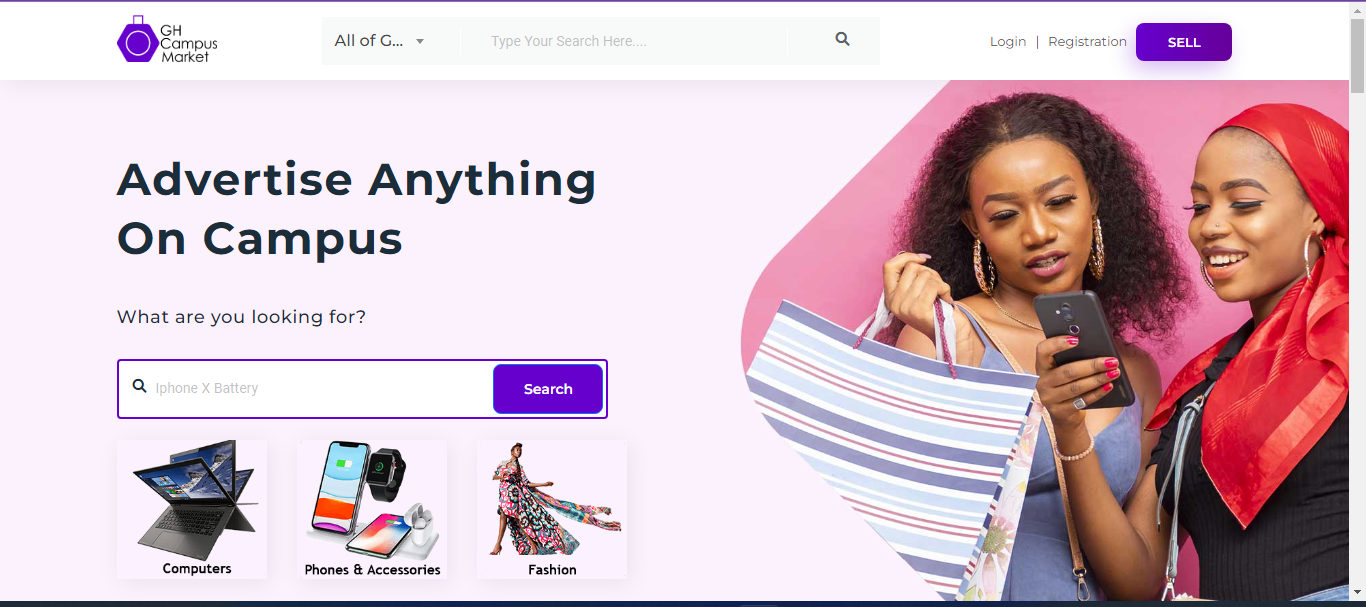 GH
Campus
Market
All of G...
Type Your Search Here....
Login | Registration
SELL
Advertise Anything
On Campus
What are you looking for?
Iphone X Battery
Search
Computers
Phones & Accessories
Fashion